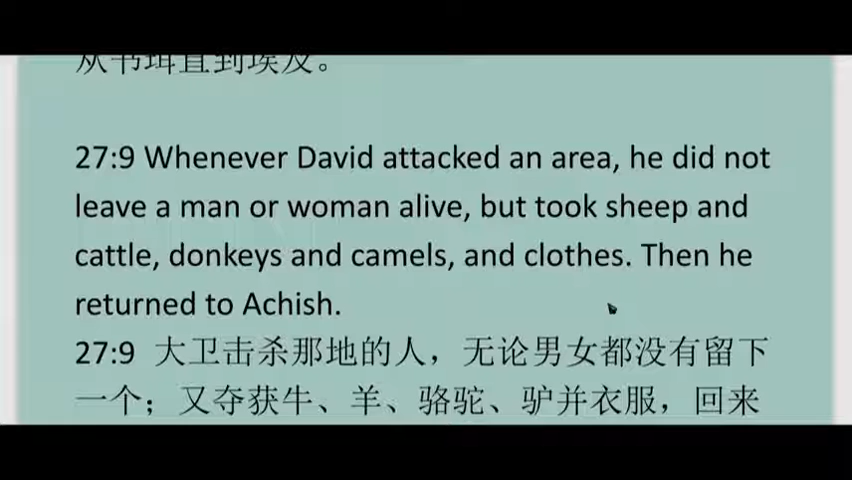 从书珥直到埃及。
27:9 Whenever David attacked an area, he did not
leave a man or woman alive, but took sheep and
cattle, donkeys and camels, and clothes. Then he
returned to Achish.
27:9 大卫击杀那地的人，无论男女都没有留下
一个；又夺获牛、羊、骆驼、驴并衣服，回来